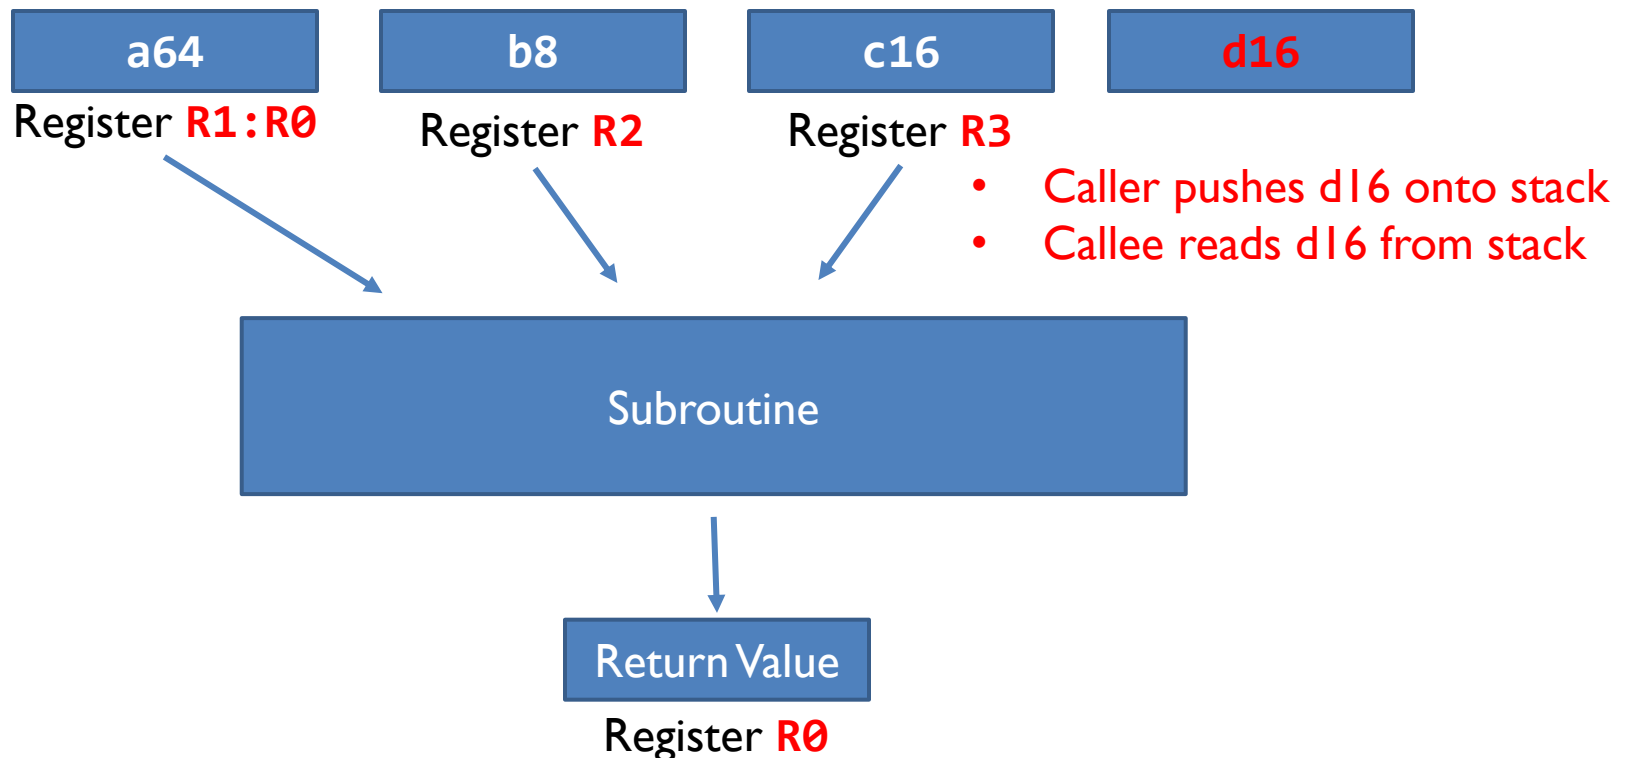 a64 b8 c16 d16
Register R1:R0 Register R2 Register R3
• Caller pushes d16 onto stack
• Callee reads d16 from stack
Subroutine
Return Value
Register R0